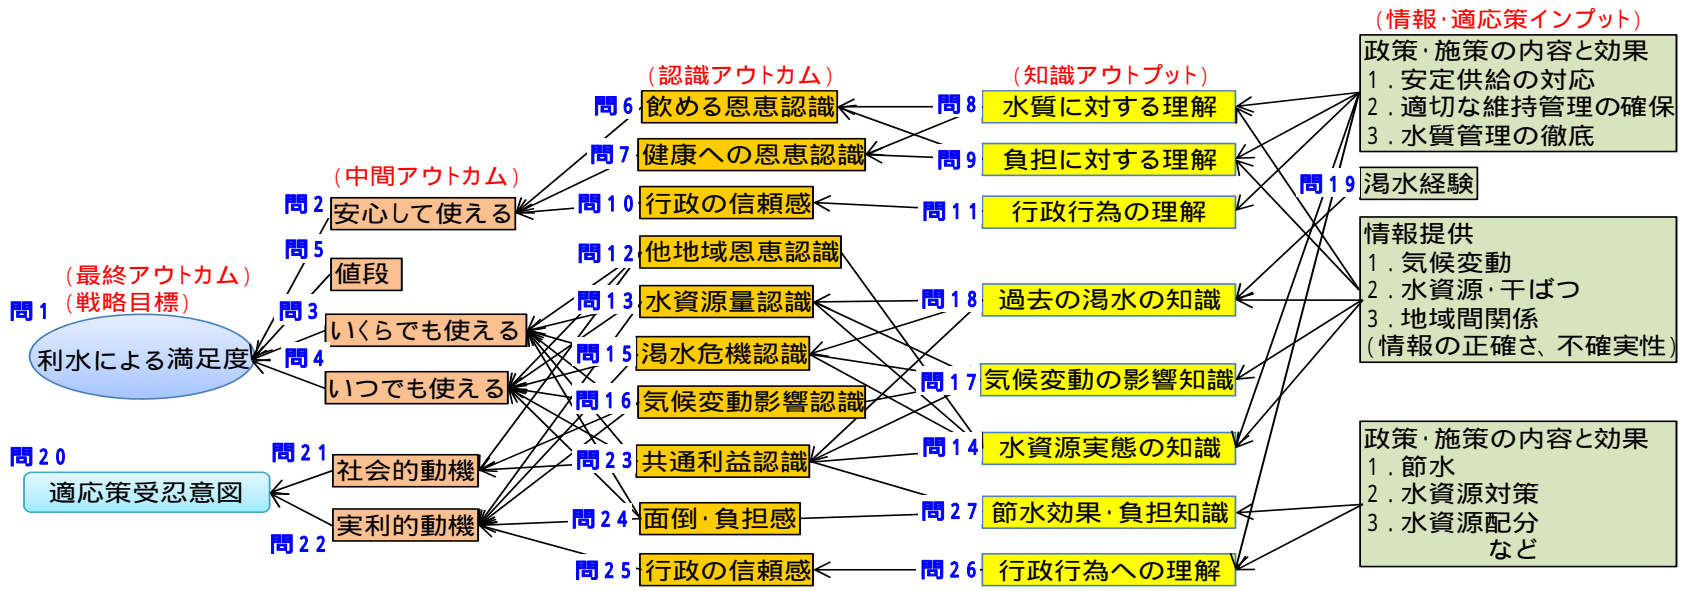 (最終アウトカム)
(戦略目標)
問1
利水による満足度
問20
適応策受忍意図
(中間アウトカム)
問2
安心して使える
問5
値段
問3
いくらでも使える
問4
いつでも使える
問21
社会的動機
実利的動機
問22
(認識アウトカム)
問6
飲める恩恵認識
問7
健康への恩恵認識
問10
行政の信頼感
問12
他地域恩恵認識
問13
水資源量認識
問15
渇水危機認識
問16
気候変動影響認識
問23
共通利益認識
問24
面倒・負担感
問25
行政の信頼感
(知識アウトプット)
問8
水質に対する理解
問9
負担に対する理解
問11
行政行為の理解
問18
過去の渇水の知識
問17
気候変動の影響知識
問14
水資源実態の知識
問27
節水効果・負担知識
問26
行政行為への理解
(情報・適応策インプット)
政策・施策の内容と効果
1.安定供給の対応
2.適切な維持管理の確保
3.水質管理の徹底
問19
渇水経験
情報提供
1.気候変動
2.水資源・干ばつ
3.地域間関係
(情報の正確さ、不確実性)
政策・施策の内容と効果
1.節水
2.水資源対策
3.水資源配分
など